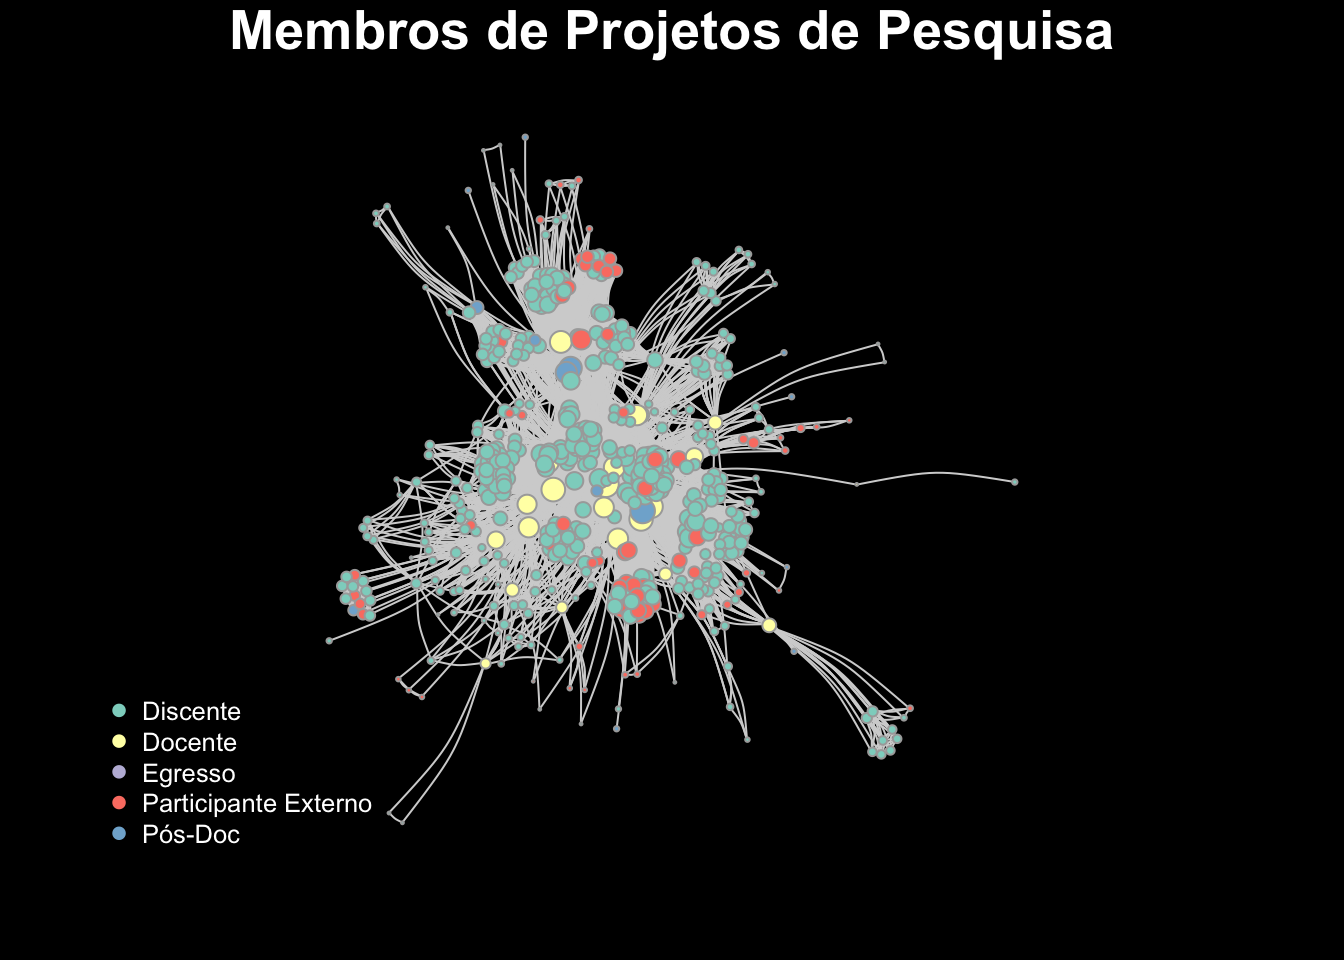 Membros de Projetos de Pesquisa
Discente
Docente
Egresso
Participante Externo
Pós-Doc